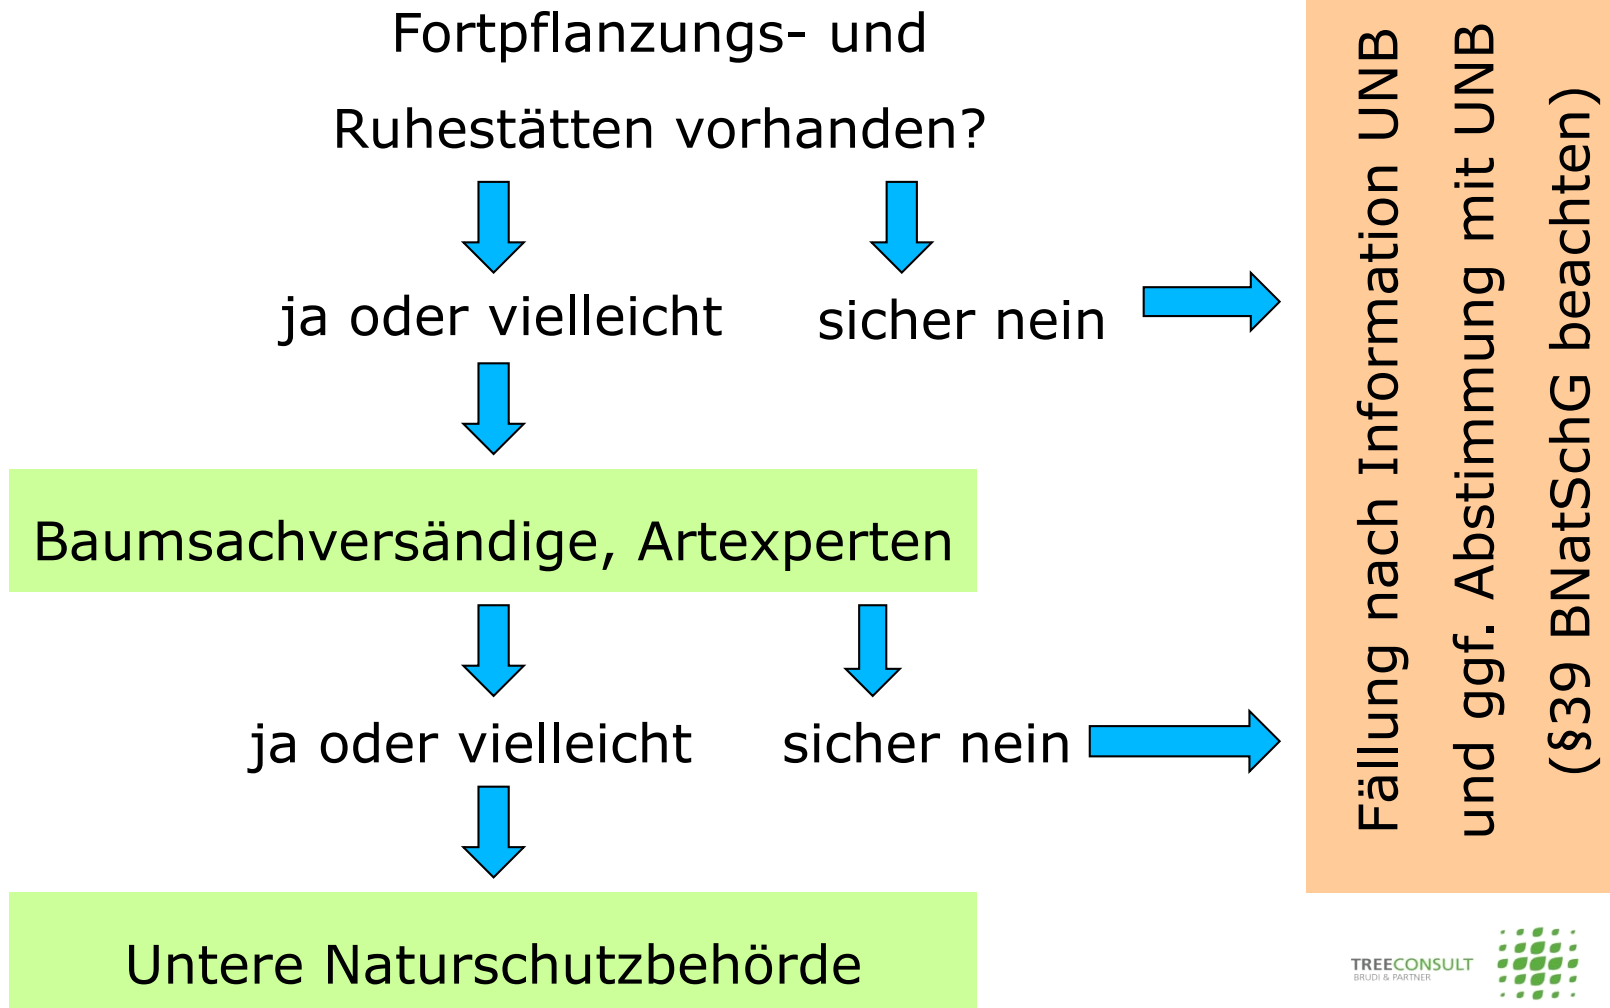 Fortpflanzungs- und
Ruhestätten vorhanden?
ja oder vielleicht
sicher nein
Baumsachversändige, Artexperten
ja oder vielleicht
sicher nein
Untere Naturschutzbehörde
Fällung nach Information UNB
und ggf. Abstimmung mit UNB
(§39 BNatSchG beachten)
TREECONSULT
BRUDI & PARTNER